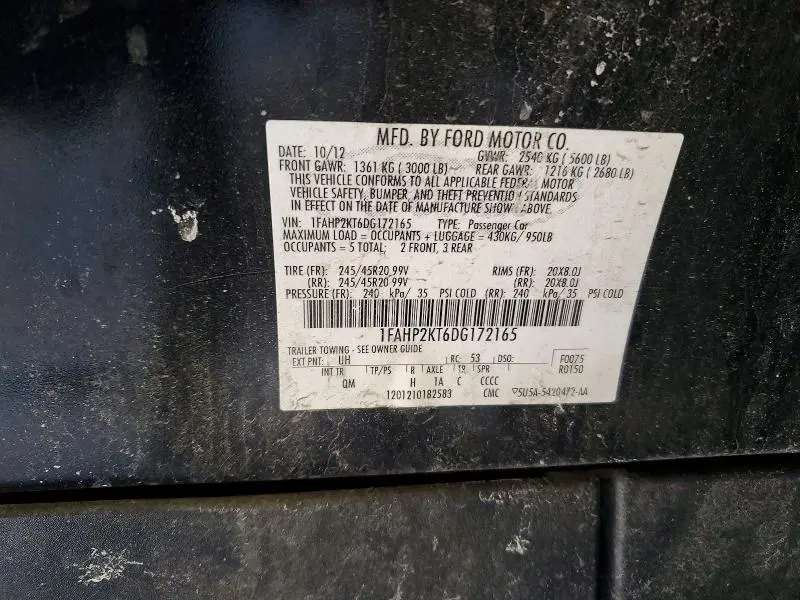 MFD. BY FORD MOTOR CO.
DATE: 10/12 GVWR: 2540 KG ( 5600 LB)
FRONT GAWR: 1361 KG ( 3000 LB) REAR GAWR: 1216 KG ( 2680 LB)
THIS VEHICLE CONFORMS TO ALL APPLICABLE FEDERAL MOTOR
VEHICLE SAFETY, BUMPER, AND THEFT PREVENTION STANDARDS
IN EFFECT ON THE DATE OF MANUFACTURE SHOWN ABOVE.
VIN: 1FAHP2KT6DG172165 TYPE: Passenger Car
MAXIMUM LOAD = OCCUPANTS + LUGGAGE = 430KG/ 950LB
OCCUPANTS = 5 TOTAL; 2 FRONT, 3 REAR
TIRE (FR): 245/45R20 99V RIMS (FR): 20X8.0J
(RR): 245/45R20 99V (RR): 20X8.0J
PRESSURE (FR): 240 kPa/ 35 PSI COLD (RR): 240 kPa/ 35 PSI COLD
1FAHP2KT6DG172165
TRAILER TOWING - SEE OWNER GUIDE
EXT PNT: UH RC: 53 DSO: F0075
INT TR TP/PS R AXLE TR SPR R0150
QM H 1A C CCCC
1201210182583 CMC 5U5A-5420472-AA